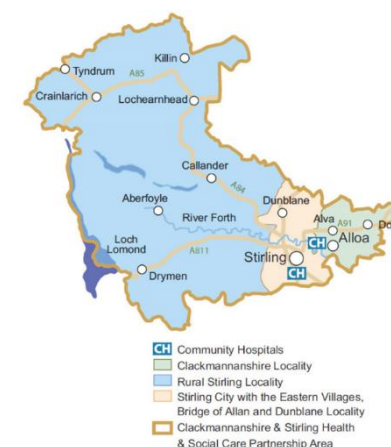 Killin
Tyndrum
A85
Crainlarich
Lochearnhead
Callander
A84
Aberfoyle
Dunblane
River Forth
Alva
A91
Do
CH
Alloa
Loch
Lomond
A811
Stirling
Drymen
CH
CH Community Hospitals
Clackmannanshire Locality
Rural Stirling Locality
Stirling City with the Eastern Villages,
Bridge of Allan and Dunblane Locality
Clackmannanshire & Stirling Health
& Social Care Partnership Area